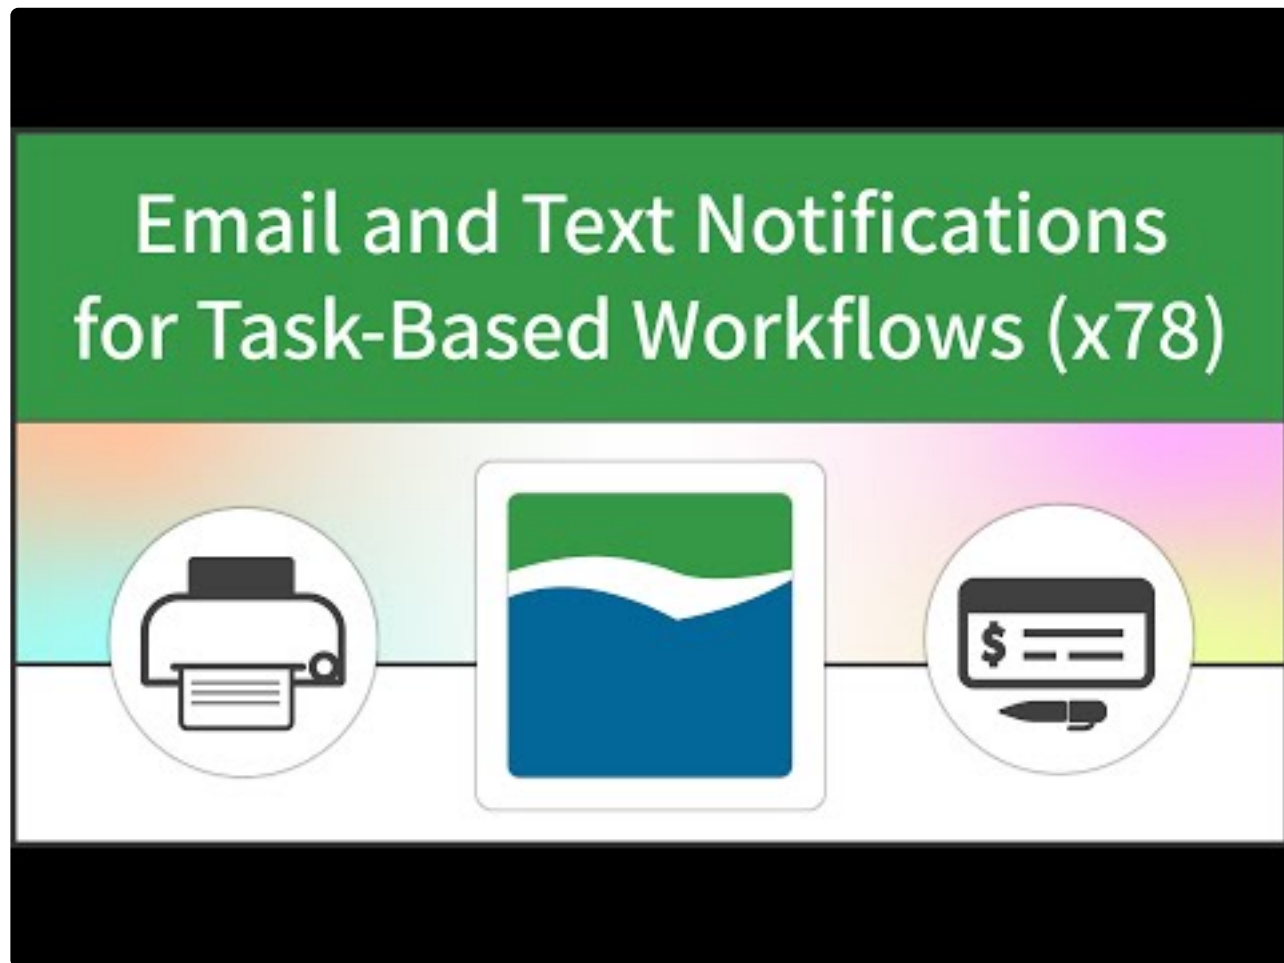 Email and Text Notifications
for Task-Based Workflows (x78)
$